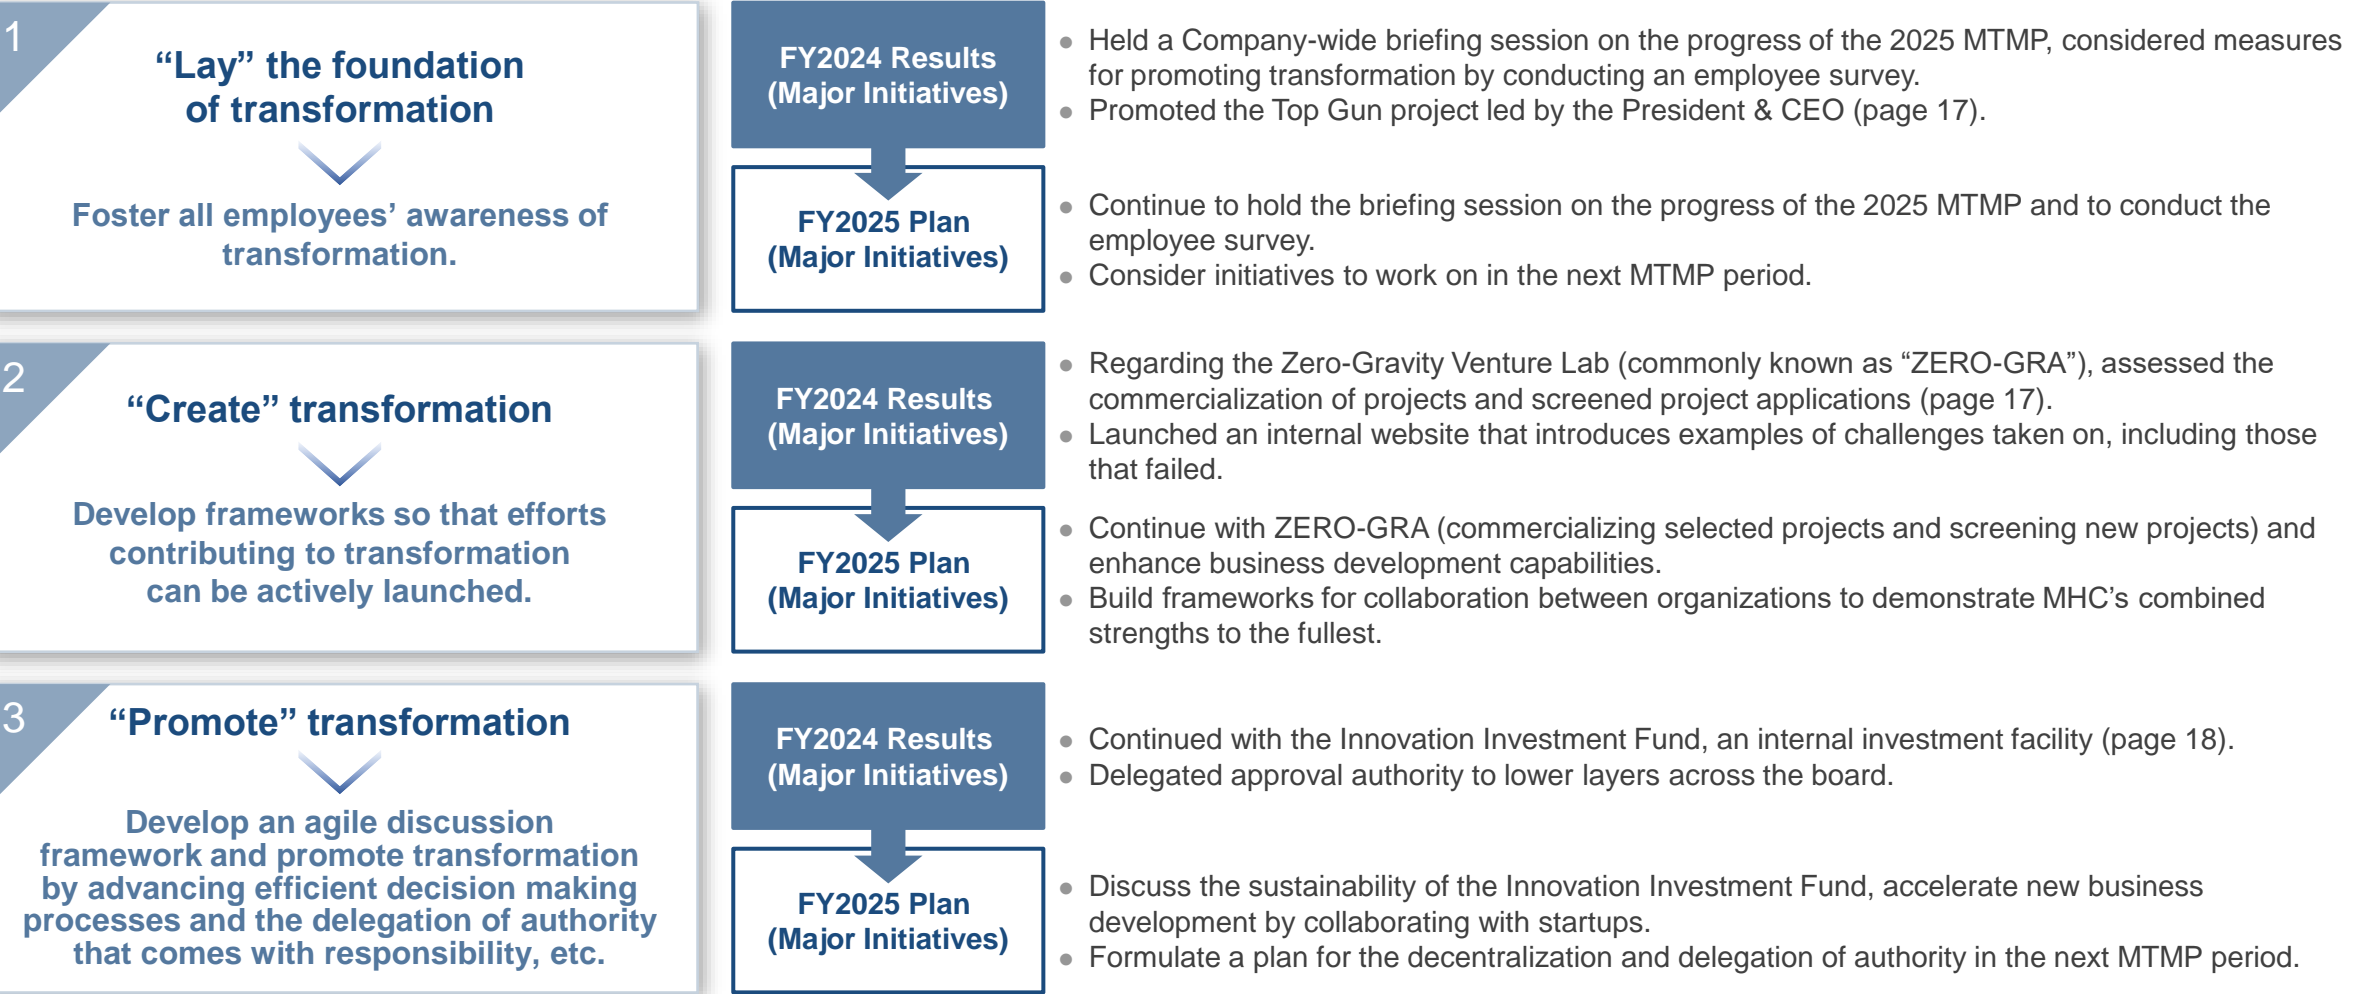 1
“Lay” the foundation
of transformation
Foster all employees’ awareness of
transformation.
FY2024 Results
(Major Initiatives)
● Held a Company-wide briefing session on the progress of the 2025 MTMP, considered measures
for promoting transformation by conducting an employee survey.
● Promoted the Top Gun project led by the President & CEO (page 17).
FY2025 Plan
(Major Initiatives)
● Continue to hold the briefing session on the progress of the 2025 MTMP and to conduct the
employee survey.
● Consider initiatives to work on in the next MTMP period.
2
“Create” transformation
Develop frameworks so that efforts
contributing to transformation
can be actively launched.
FY2024 Results
(Major Initiatives)
● Regarding the Zero-Gravity Venture Lab (commonly known as “ZERO-GRA”), assessed the
commercialization of projects and screened project applications (page 17).
● Launched an internal website that introduces examples of challenges taken on, including those
that failed.
FY2025 Plan
(Major Initiatives)
● Continue with ZERO-GRA (commercializing selected projects and screening new projects) and
enhance business development capabilities.
● Build frameworks for collaboration between organizations to demonstrate MHC’s combined
strengths to the fullest.
3
“Promote” transformation
Develop an agile discussion
framework and promote transformation
by advancing efficient decision making
processes and the delegation of authority
that comes with responsibility, etc.
FY2024 Results
(Major Initiatives)
● Continued with the Innovation Investment Fund, an internal investment facility (page 18).
● Delegated approval authority to lower layers across the board.
FY2025 Plan
(Major Initiatives)
● Discuss the sustainability of the Innovation Investment Fund, accelerate new business
development by collaborating with startups.
● Formulate a plan for the decentralization and delegation of authority in the next MTMP period.